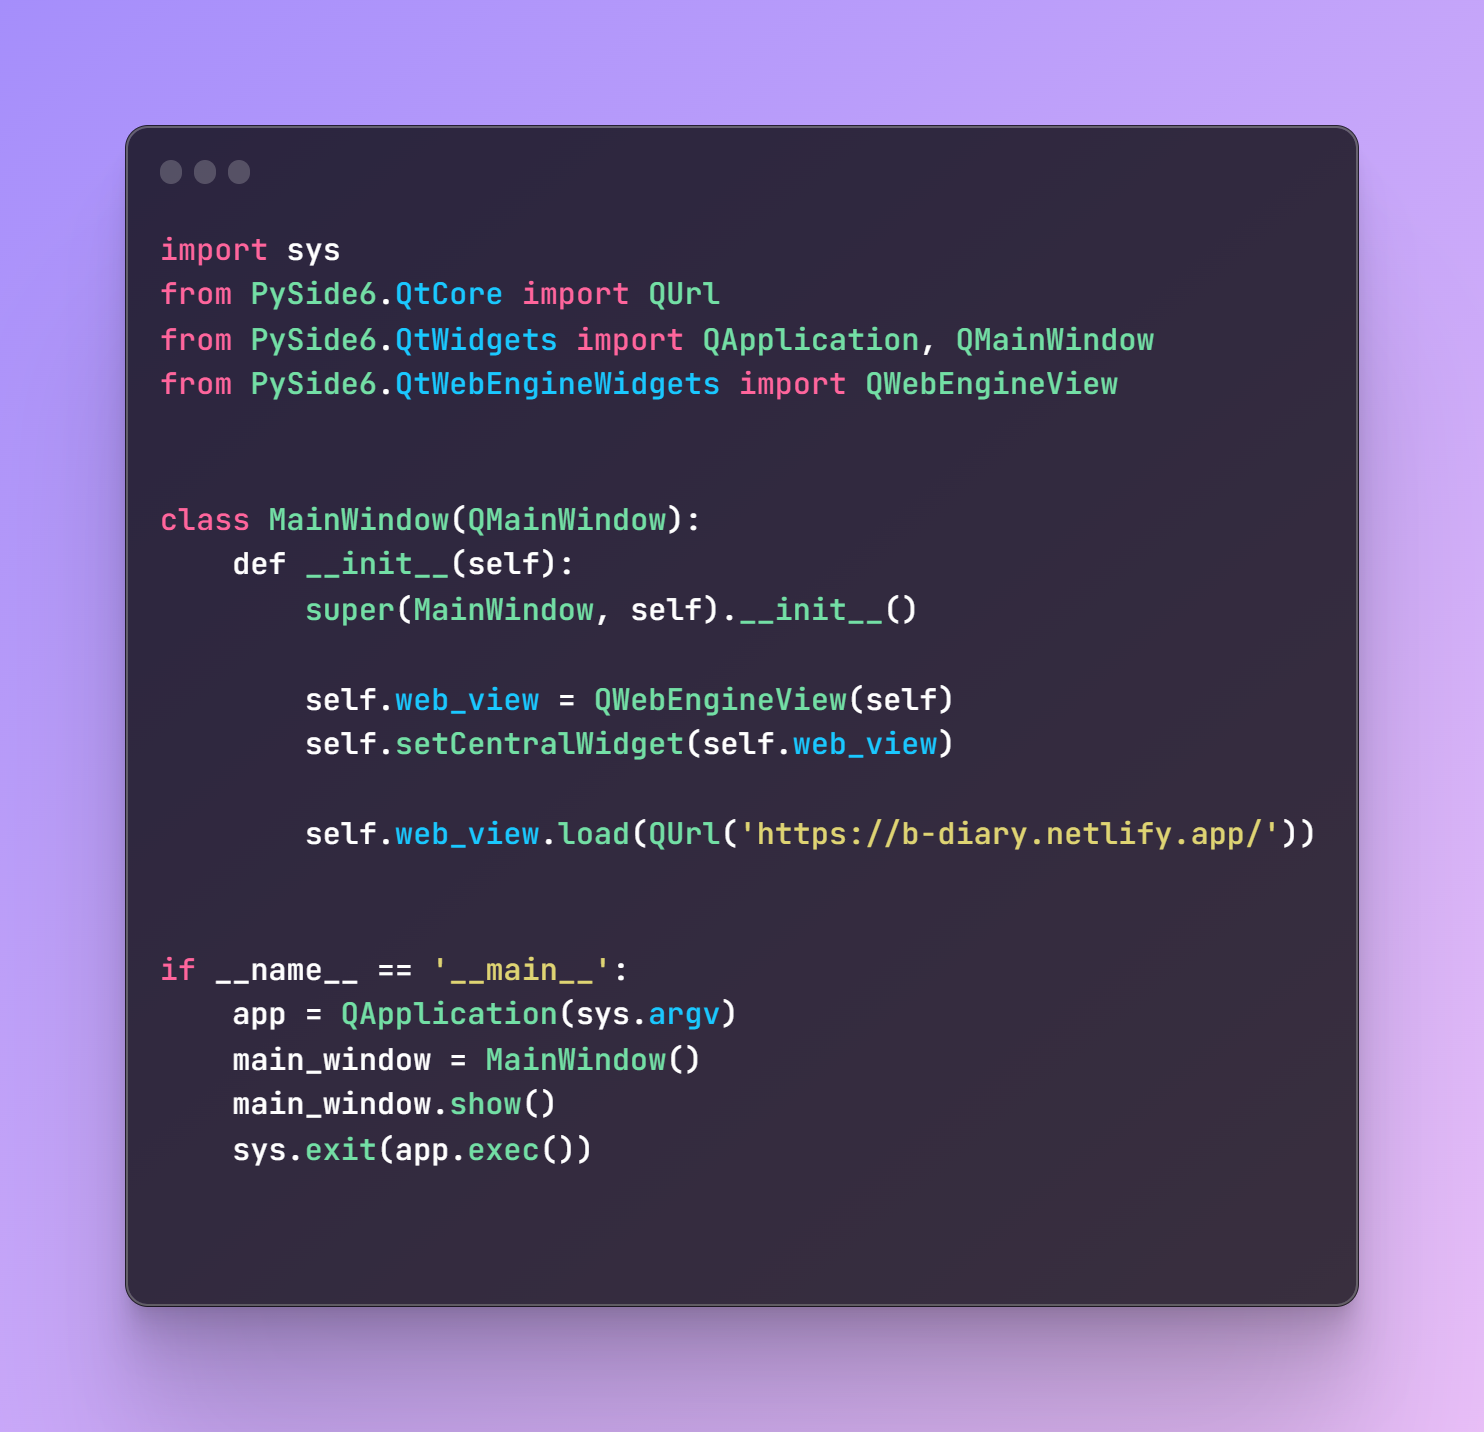 import sys
from PySide6.QtCore import QUrl
from PySide6.QtWidgets import QApplication, QMainWindow
from PySide6.QtWebEngineWidgets import QWebEngineView

class MainWindow(QMainWindow):
    def __init__(self):
        super(MainWindow, self).__init__()

        self.web_view = QWebEngineView(self)
        self.setCentralWidget(self.web_view)

        self.web_view.load(QUrl('https://b-diary.netlify.app/'))

if __name__ == '__main__':
    app = QApplication(sys.argv)
    main_window = MainWindow()
    main_window.show()
    sys.exit(app.exec())